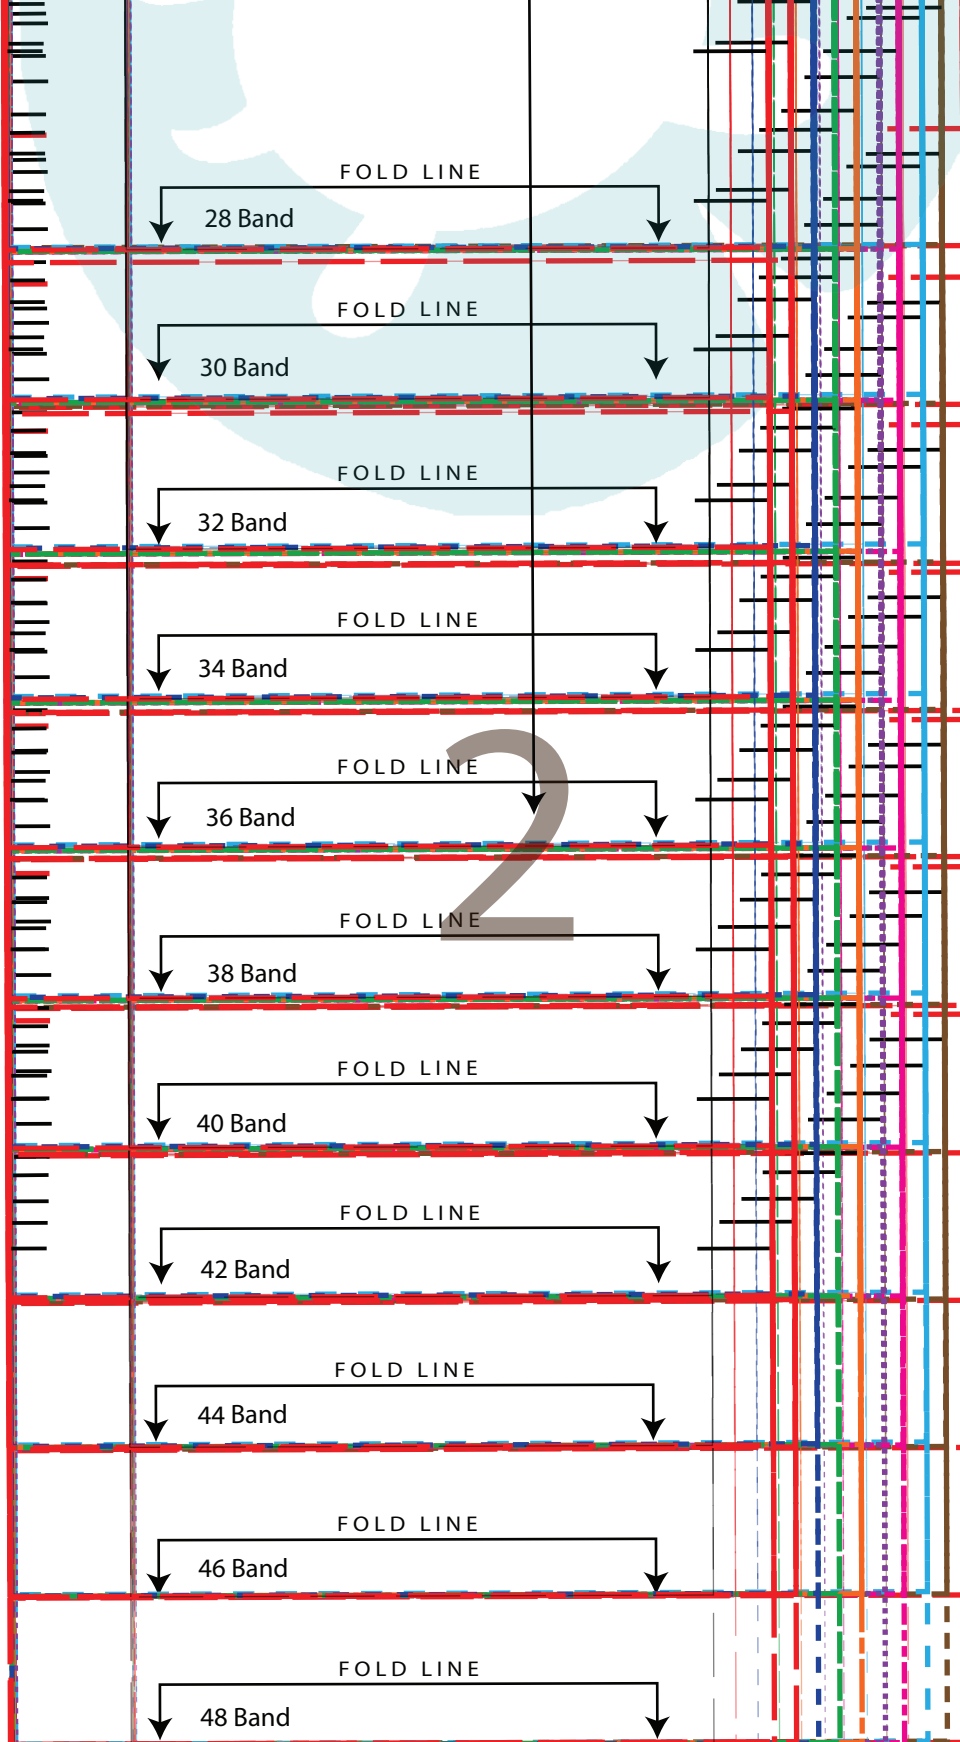 FOLD LINE
28 Band
FOLD LINE
30 Band
FOLD LINE
32 Band
FOLD LINE
34 Band
FOLD LINE
36 Band
2
FOLD LINE
38 Band
FOLD LINE
40 Band
FOLD LINE
42 Band
FOLD LINE
44 Band
FOLD LINE
46 Band
FOLD LINE
48 Band